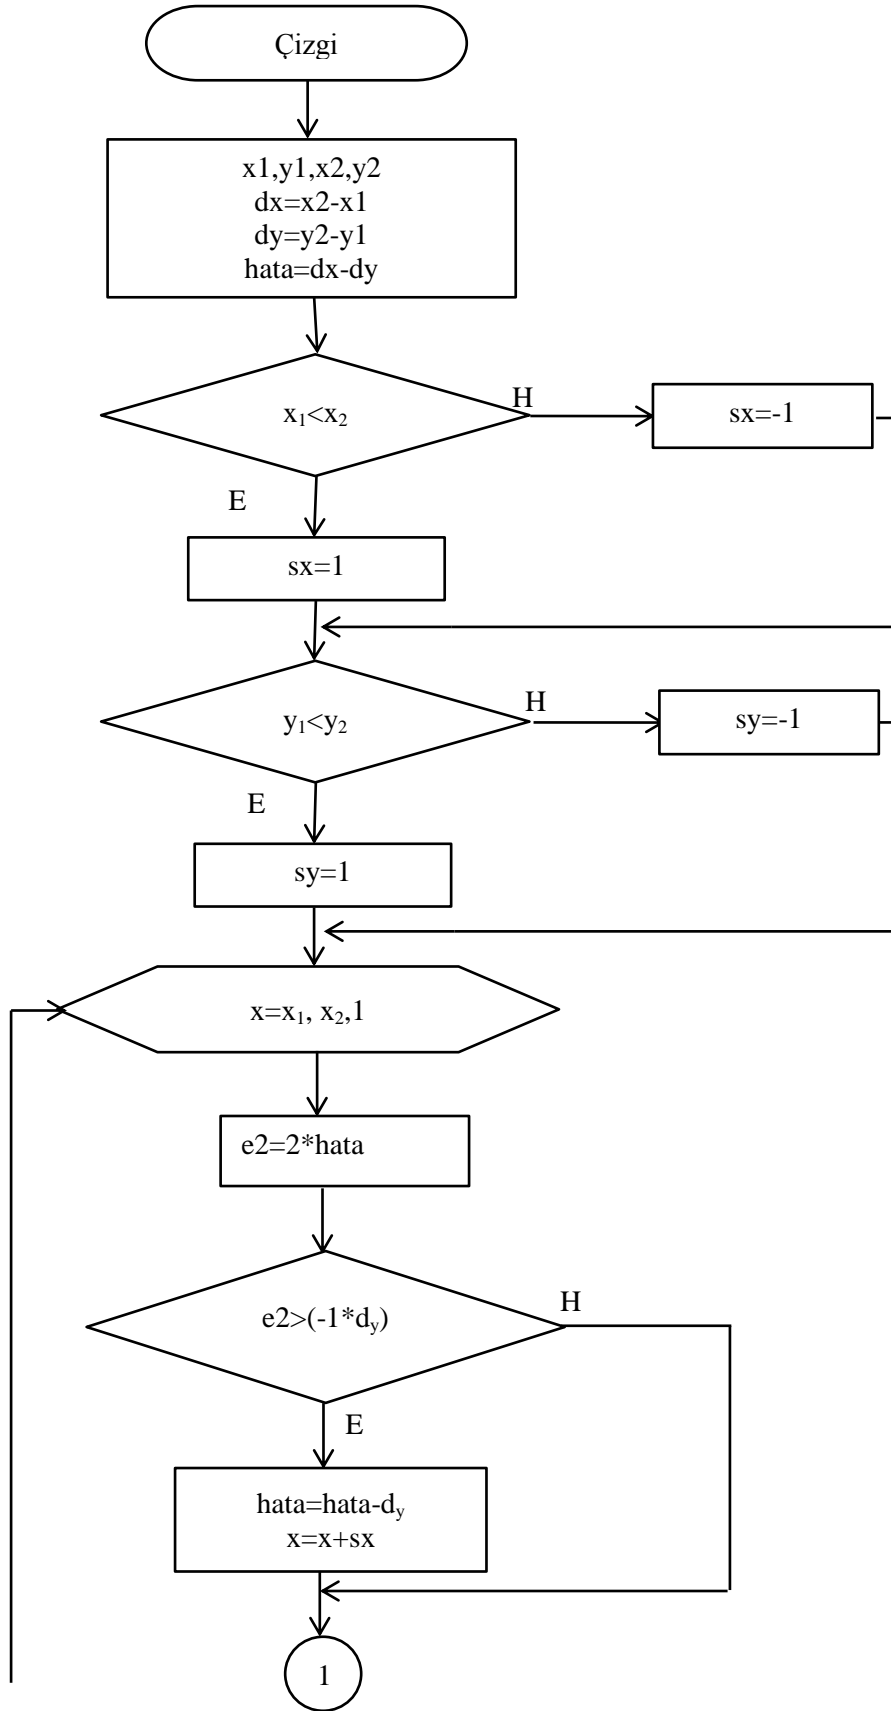 Çizgi
x1,y1,x2,y2
dx=x2-x1
dy=y2-y1
hata=dx-dy
x₁<x₂
H
sx=-1
E
sx=1
y₁<y₂
H
sy=-1
E
sy=1
x=x₁, x₂,1
e2=2*hata
e2>(-1*dᵧ)
H
E
hata=hata-dᵧ
x=x+sx
1